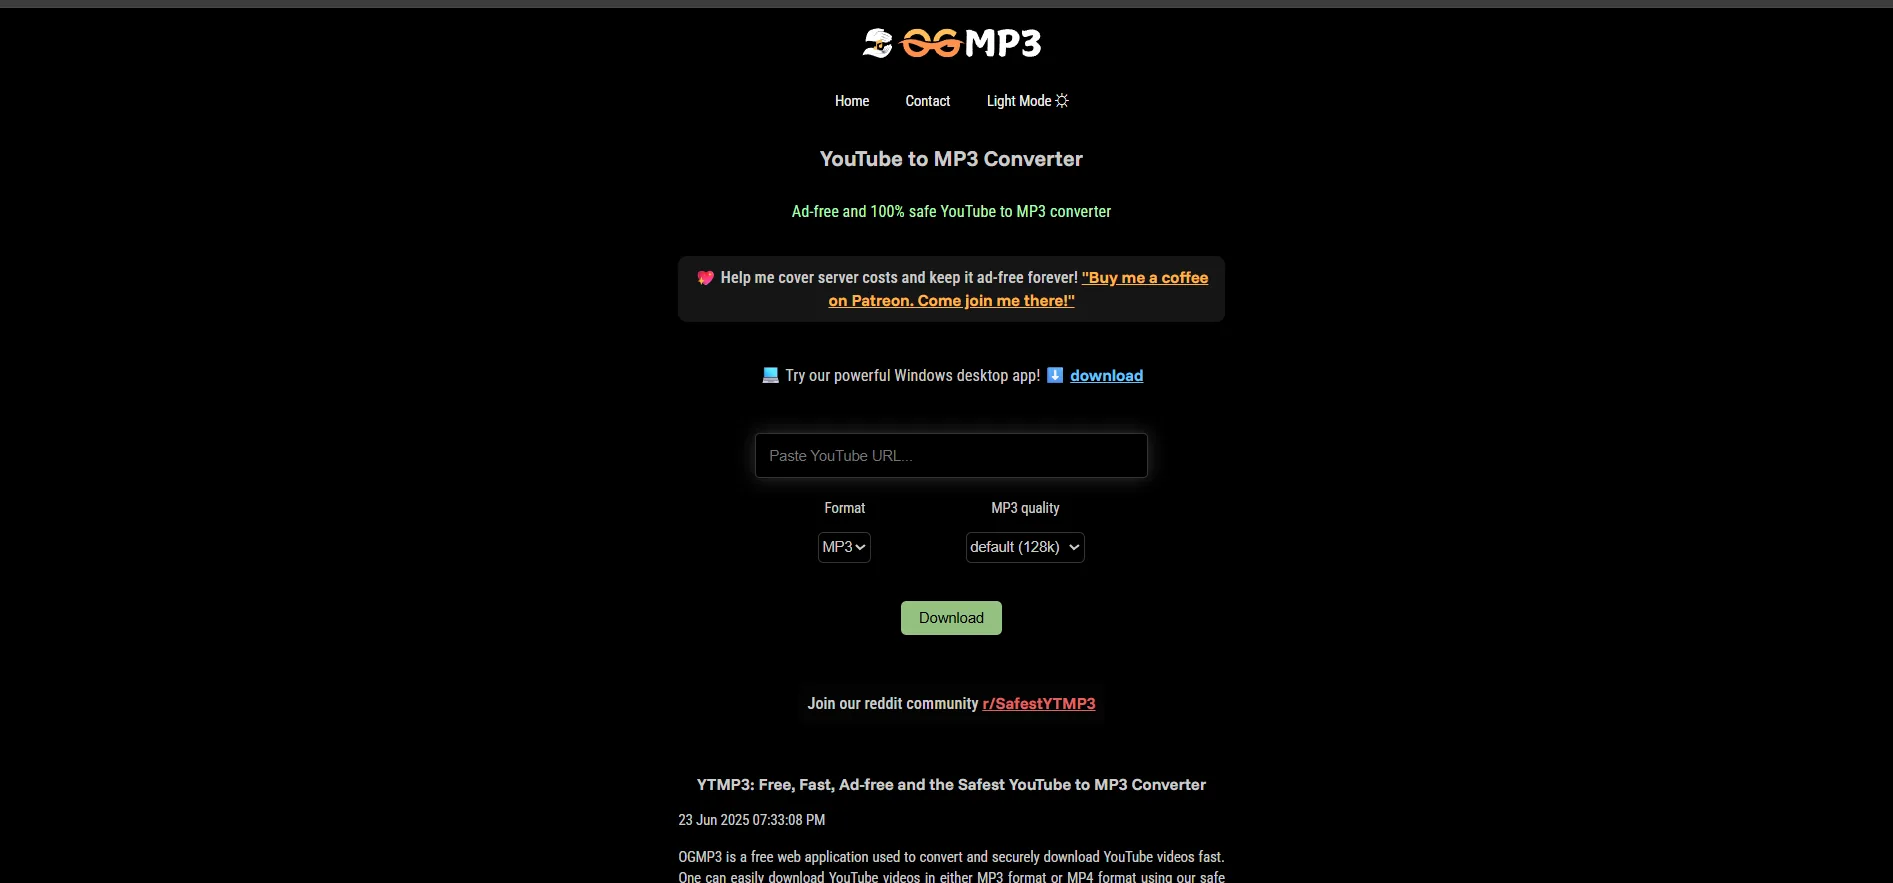 OGMP3
Home Contact Light Mode
YouTube to MP3 Converter
Ad-free and 100% safe YouTube to MP3 converter
💖 Help me cover server costs and keep it ad-free forever! "Buy me a coffee
on Patreon. Come join me there!"
💻 Try our powerful Windows desktop app! ⬇️ download
Paste YouTube URL...
Format MP3 quality
MP3 default (128k)
Download
Join our reddit community r/SafestYTMP3
YTMP3: Free, Fast, Ad-free and the Safest YouTube to MP3 Converter
23 Jun 2025 07:33:08 PM
OGMP3 is a free web application used to convert and securely download YouTube videos fast.
One can easily download YouTube videos in either MP3 format or MP4 format using our safe